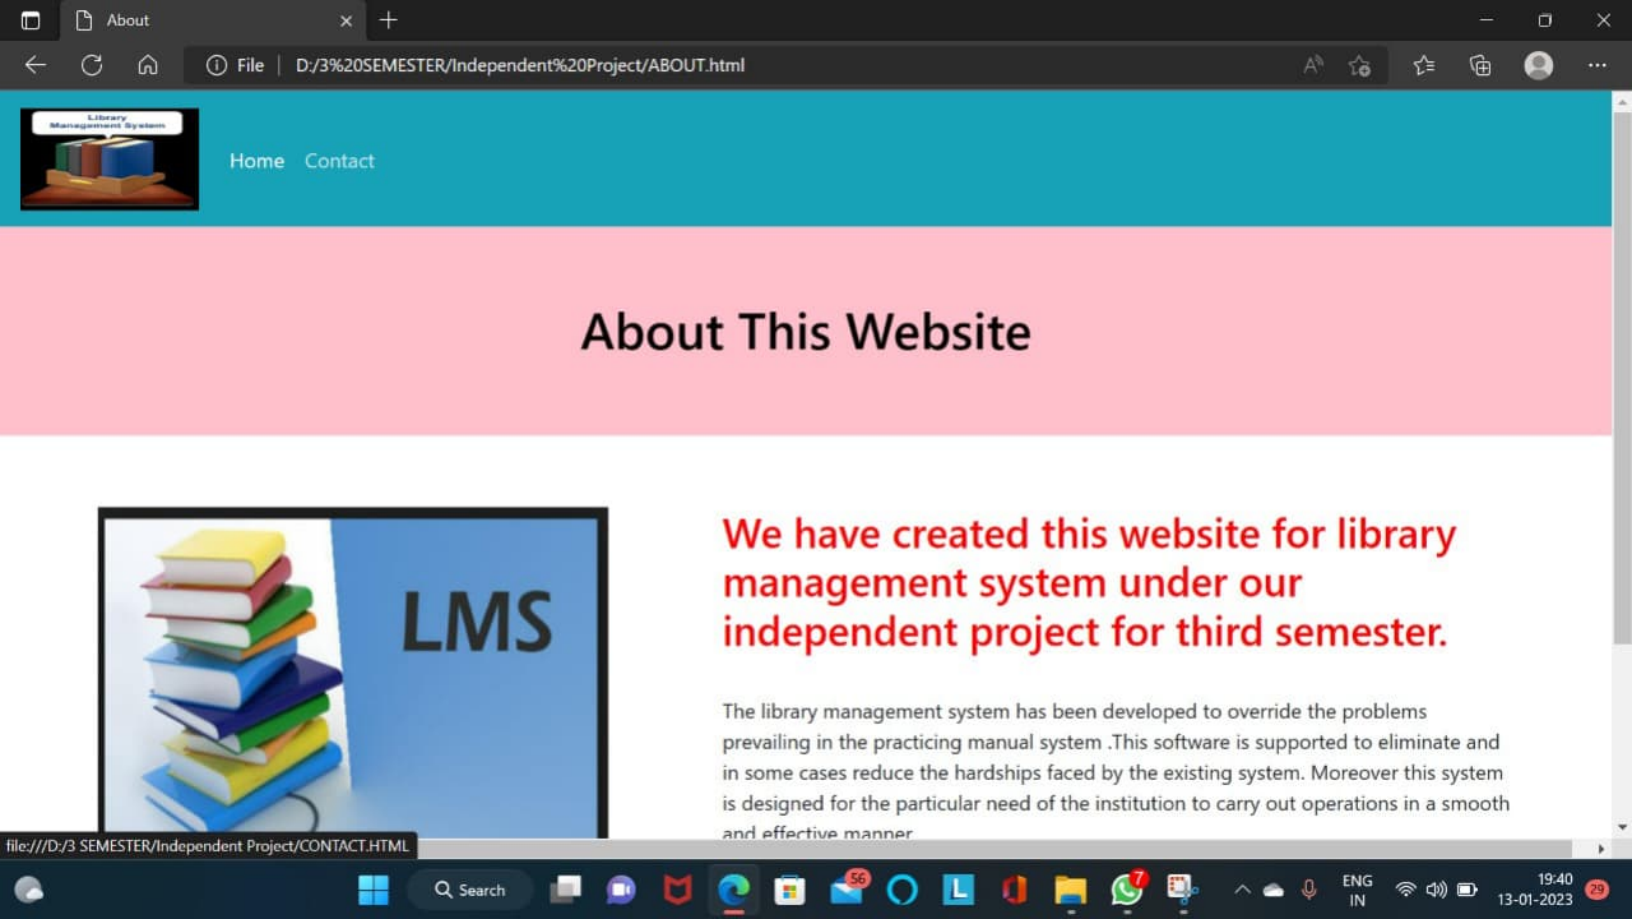 About
File
D:/3%20SEMESTER/Independent%20Project/ABOUT.html
Library
Management System
Home
Contact
About This Website
LMS
We have created this website for library
management system under our
independent project for third semester.
The library management system has been developed to override the problems
prevailing in the practicing manual system .This software is supported to eliminate and
in some cases reduce the hardships faced by the existing system. Moreover this system
is designed for the particular need of the institution to carry out operations in a smooth
and effective manner
file:///D:/3 SEMESTER/Independent Project/CONTACT.HTML
Search
56
L
7
ENG
IN
19:40
13-01-2023
29